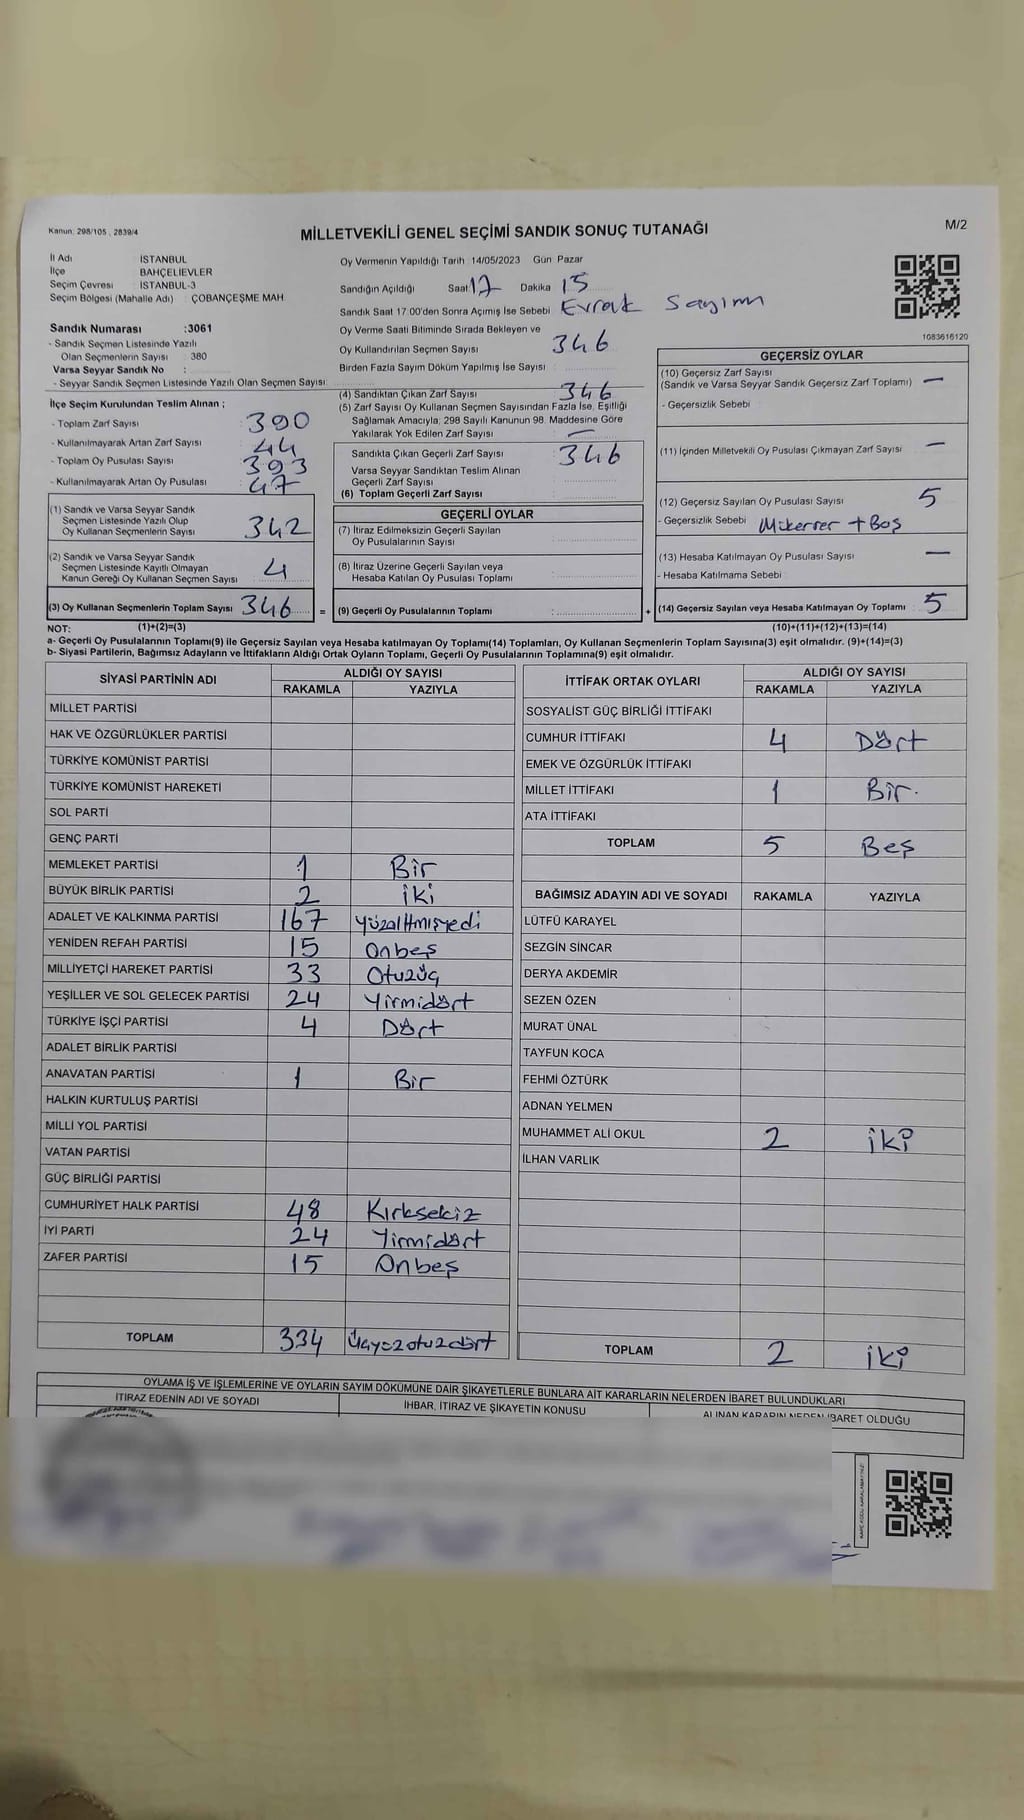 Kanun: 298/105 , 2839/4
MİLLETVEKİLİ GENEL SEÇİMİ SANDIK SONUÇ TUTANAĞI
M/2
İl Adı : İSTANBUL
İlçe : BAHÇELİEVLER
Seçim Çevresi : İSTANBUL-3
Seçim Bölgesi (Mahalle Adı) : ÇOBANÇEŞME MAH
Sandık Numarası :3061
- Sandık Seçmen Listesinde Yazılı
Olan Seçmenlerin Sayısı : 380
Varsa Seyyar Sandık No :
- Seyyar Sandık Seçmen Listesinde Yazılı Olan Seçmen Sayısı:
İlçe Seçim Kurulundan Teslim Alınan ;
- Toplam Zarf Sayısı : 390
- Kullanılmayarak Artan Zarf Sayısı : 44
- Toplam Oy Pusulası Sayısı : 393
- Kullanılmayarak Artan Oy Pusulası : 47
(1) Sandık ve Varsa Seyyar Sandık
Seçmen Listesinde Yazılı Olup
Oy Kullanan Seçmenlerin Sayısı : 342
(2) Sandık ve Varsa Seyyar Sandık
Seçmen Listesinde Kayıtlı Olmayan
Kanun Gereği Oy Kullanan Seçmen Sayısı : 4
(3) Oy Kullanan Seçmenlerin Toplam Sayısı : 346
Oy Vermenin Yapıldığı Tarih 14/05/2023 Gün Pazar
Sandığın Açıldığı Saat 17 Dakika 15
Sandık Saat 17:00'den Sonra Açımış İse Sebebi Evrak Sayımı
Oy Verme Saati Bitiminde Sırada Bekleyen ve
Oy Kullandırılan Seçmen Sayısı : 346
Birden Fazla Sayım Döküm Yapılmış İse Sayısı :
(4) Sandıktan Çıkan Zarf Sayısı : 346
(5) Zarf Sayısı Oy Kullanan Seçmen Sayısından Fazla İse, Eşitliği
Sağlamak Amacıyla, 298 Sayılı Kanunun 98. Maddesine Göre
Yakılarak Yok Edilen Zarf Sayısı : —
Sandıkta Çıkan Geçerli Zarf Sayısı : 346
Varsa Seyyar Sandıktan Teslim Alınan
Geçerli Zarf Sayısı :
(6) Toplam Geçerli Zarf Sayısı :
GEÇERLİ OYLAR
(7) İtiraz Edilmeksizin Geçerli Sayılan
Oy Pusulalarının Sayısı :
(8) İtiraz Üzerine Geçerli Sayılan veya
Hesaba Katılan Oy Pusulası Toplamı :
= (9) Geçerli Oy Pusulalarının Toplamı : +
1083616120
GEÇERSİZ OYLAR
(10) Geçersiz Zarf Sayısı
(Sandık ve Varsa Seyyar Sandık Geçersiz Zarf Toplamı) : —
- Geçersizlik Sebebi
(11) İçinden Milletvekili Oy Pusulası Çıkmayan Zarf Sayısı : —
(12) Geçersiz Sayılan Oy Pusulası Sayısı : 5
- Geçersizlik Sebebi Mükerrer + Boş
(13) Hesaba Katılmayan Oy Pusulası Sayısı : —
- Hesaba Katılmama Sebebi
(14) Geçersiz Sayılan veya Hesaba Katılmayan Oy Toplamı : 5
NOT: (1)+(2)=(3) (10)+(11)+(12)+(13)=(14)
a- Geçerli Oy Pusulalarının Toplamı(9) ile Geçersiz Sayılan veya Hesaba katılmayan Oy Toplamı(14) Toplamları, Oy Kullanan Seçmenlerin Toplam Sayısına(3) eşit olmalıdır. (9)+(14)=(3)
b- Siyasi Partilerin, Bağımsız Adayların ve İttifakların Aldığı Ortak Oyların Toplamı, Geçerli Oy Pusulalarının Toplamına(9) eşit olmalıdır.
SİYASİ PARTİNİN ADI ALDIĞI OY SAYISI
RAKAMLA YAZIYLA
MİLLET PARTİSİ
HAK VE ÖZGÜRLÜKLER PARTİSİ
TÜRKİYE KOMÜNİST PARTİSİ
TÜRKİYE KOMÜNİST HAREKETİ
SOL PARTİ
GENÇ PARTİ
MEMLEKET PARTİSİ 1 Bir
BÜYÜK BİRLİK PARTİSİ 2 iki
ADALET VE KALKINMA PARTİSİ 167 Yüzaltmışyedi
YENİDEN REFAH PARTİSİ 15 Onbeş
MİLLİYETÇİ HAREKET PARTİSİ 33 Otuzüç
YEŞİLLER VE SOL GELECEK PARTİSİ 24 Yirmidört
TÜRKİYE İŞÇİ PARTİSİ 4 Dört
ADALET BİRLİK PARTİSİ
ANAVATAN PARTİSİ 1 Bir
HALKIN KURTULUŞ PARTİSİ
MİLLİ YOL PARTİSİ
VATAN PARTİSİ
GÜÇ BİRLİĞİ PARTİSİ
CUMHURİYET HALK PARTİSİ 48 Kırksekiz
İYİ PARTİ 24 Yirmidört
ZAFER PARTİSİ 15 Onbeş
TOPLAM 334 Üçyüzotuzdört
İTTİFAK ORTAK OYLARI ALDIĞI OY SAYISI
RAKAMLA YAZIYLA
SOSYALİST GÜÇ BİRLİĞİ İTTİFAKI
CUMHUR İTTİFAKI 4 Dört
EMEK VE ÖZGÜRLÜK İTTİFAKI
MİLLET İTTİFAKI 1 Bir.
ATA İTTİFAKI
TOPLAM 5 Beş
BAĞIMSIZ ADAYIN ADI VE SOYADI RAKAMLA YAZIYLA
LÜTFÜ KARAYEL
SEZGİN SİNCAR
DERYA AKDEMİR
SEZEN ÖZEN
MURAT ÜNAL
TAYFUN KOCA
FEHMİ ÖZTÜRK
ADNAN YELMEN
MUHAMMET ALİ OKUL 2 iki
İLHAN VARLIK
TOPLAM 2 iki
OYLAMA İŞ VE İŞLEMLERİNE VE OYLARIN SAYIM DÖKÜMÜNE DAİR ŞİKAYETLERLE BUNLARA AİT KARARLARIN NELERDEN İBARET BULUNDUKLARI
İTİRAZ EDENİN ADI VE SOYADI İHBAR, İTİRAZ VE ŞİKAYETİN KONUSU ALINAN KARARIN NEDEN İBARET OLDUĞU